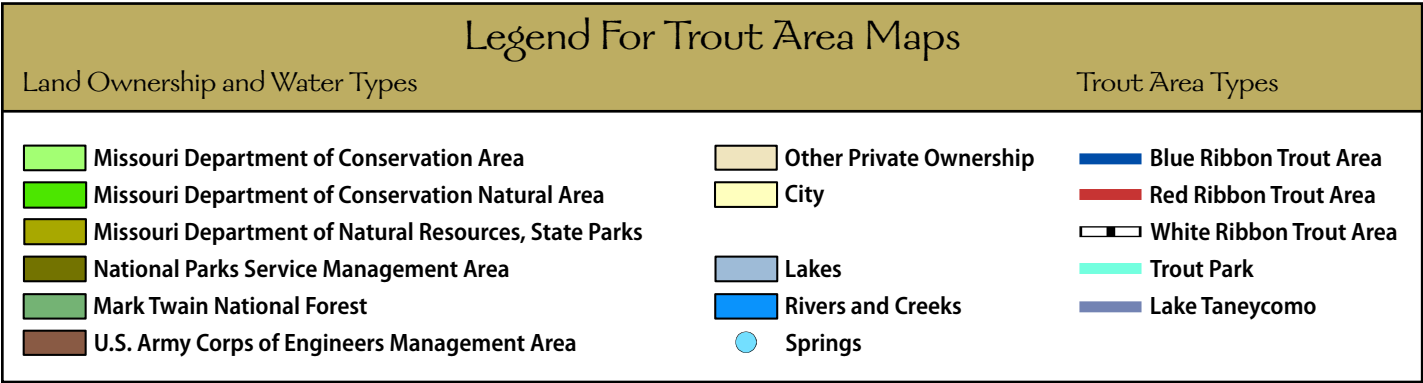 Legend For Trout Area Maps
Land Ownership and Water Types
Trout Area Types
Missouri Department of Conservation Area
Missouri Department of Conservation Natural Area
Missouri Department of Natural Resources, State Parks
National Parks Service Management Area
Mark Twain National Forest
U.S. Army Corps of Engineers Management Area
Other Private Ownership
City
Lakes
Rivers and Creeks
Springs
Blue Ribbon Trout Area
Red Ribbon Trout Area
White Ribbon Trout Area
Trout Park
Lake Taneycomo